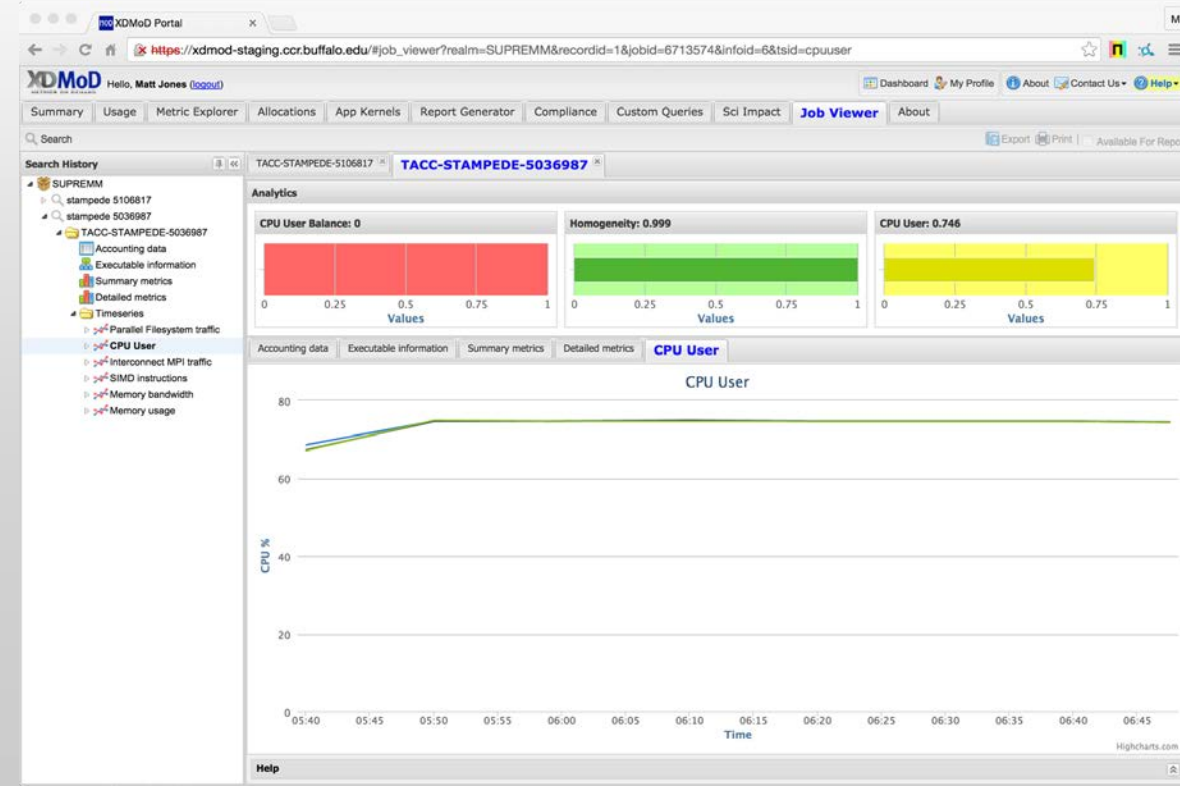 XDMoD Portal
M
https://xdmod-staging.ccr.buffalo.edu/#job_viewer?realm=SUPREMM&recordid=1&jobid=6713574&infoid=6&tsid=cpuuser
XDMoD Hello, Matt Jones (logout)
Dashboard My Profile About Contact Us Help
Summary Usage Metric Explorer Allocations App Kernels Report Generator Compliance Custom Queries Sci Impact Job Viewer About
Search Export Print Available For Repo
Search History
TACC-STAMPEDE-5106817 TACC-STAMPEDE-5036987
SUPREMM
stampede 5106817
stampede 5036987
TACC-STAMPEDE-5036987
Accounting data
Executable information
Summary metrics
Detailed metrics
Timeseries
Parallel Filesystem traffic
CPU User
Interconnect MPI traffic
SIMD instructions
Memory bandwidth
Memory usage
Analytics
CPU User Balance: 0
0 0.25 0.5 0.75 1
Values
Homogeneity: 0.999
0 0.25 0.5 0.75 1
Values
CPU User: 0.746
0 0.25 0.5 0.75 1
Values
Accounting data Executable information Summary metrics Detailed metrics CPU User
CPU User
80
60
40
20
0
CPU %
05:40 05:45 05:50 05:55 06:00 06:05 06:10 06:15 06:20 06:25 06:30 06:35 06:40 06:45
Time
Highcharts.com
Help